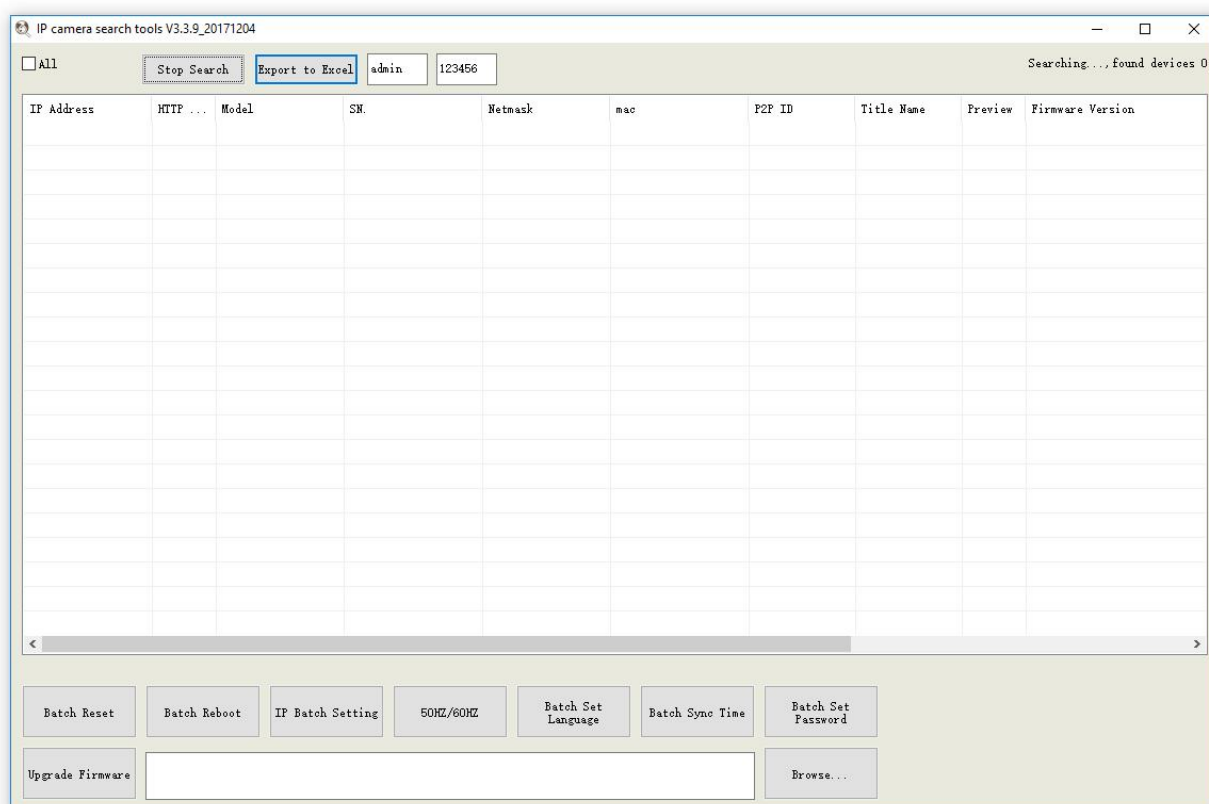 IP camera search tools V3.3.9_20171204
All
Stop Search
Export to Excel
admin
123456
Searching...,found devices 0
IP Address HTTP ... Model SN. Netmask mac P2P ID Title Name Preview Firmware Version
Batch Reset
Batch Reboot
IP Batch Setting
50HZ/60HZ
Batch Set
Language
Batch Sync Time
Batch Set
Password
Upgrade Firmware
Browse...